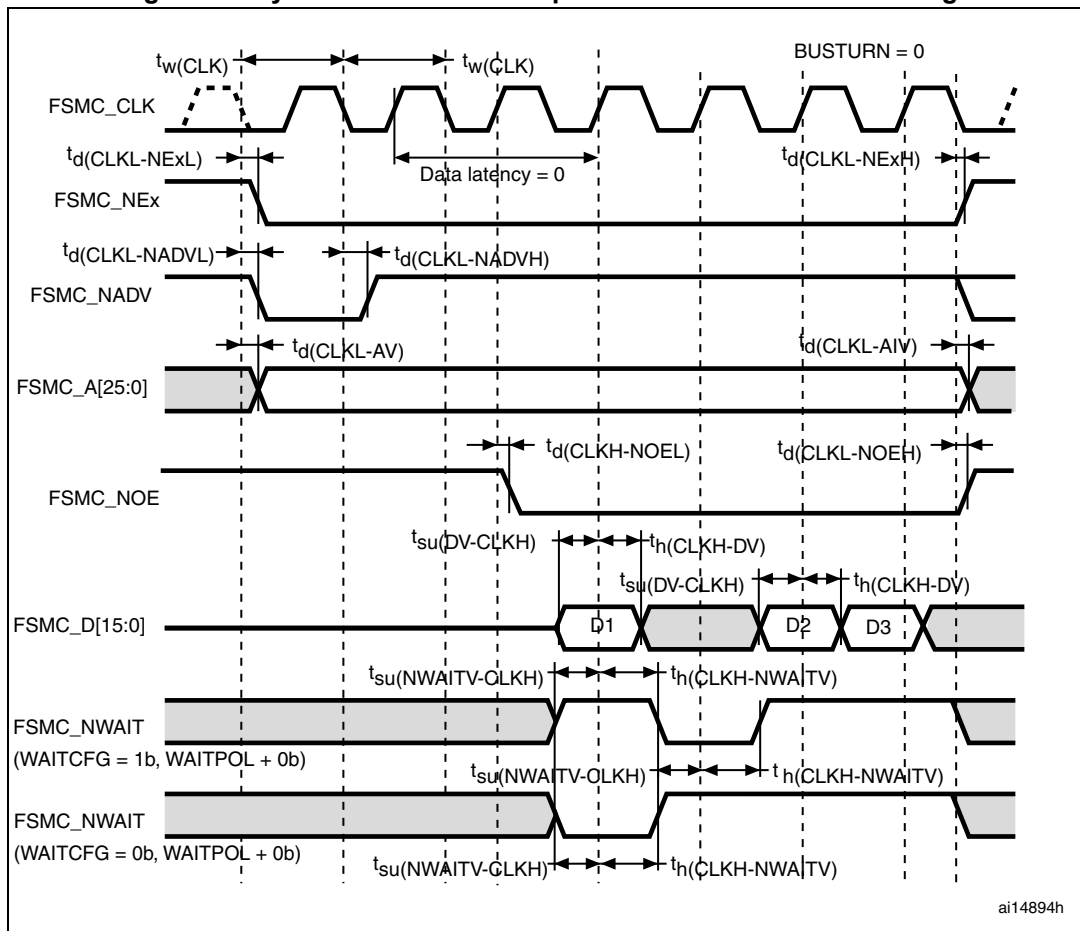 tw(CLK) tw(CLK) BUSTURN = 0
FSMC_CLK
td(CLKL-NExL) Data latency = 0 td(CLKL-NExH)
FSMC_NEx
td(CLKL-NADVL) td(CLKL-NADVH)
FSMC_NADV
td(CLKL-AV) td(CLKL-AIV)
FSMC_A[25:0]
td(CLKH-NOEL) td(CLKL-NOEH)
FSMC_NOE
tsu(DV-CLKH) th(CLKH-DV)
tsu(DV-CLKH) th(CLKH-DV)
FSMC_D[15:0] D1 D2 D3
tsu(NWAITV-CLKH) th(CLKH-NWAITV)
FSMC_NWAIT
(WAITCFG = 1b, WAITPOL + 0b)
tsu(NWAITV-CLKH) th(CLKH-NWAITV)
FSMC_NWAIT
(WAITCFG = 0b, WAITPOL + 0b)
tsu(NWAITV-CLKH) th(CLKH-NWAITV)
ai14894h